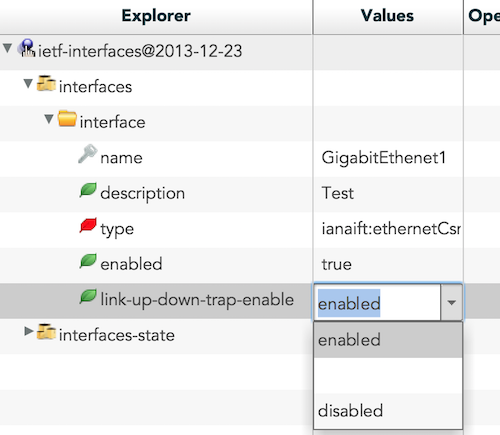 Explorer Values Ope
ietf-interfaces@2013-12-23
interfaces
interface
name GigabitEthenet1
description Test
type ianaift:ethernetCsr
enabled true
link-up-down-trap-enable enabled
interfaces-state enabled
disabled